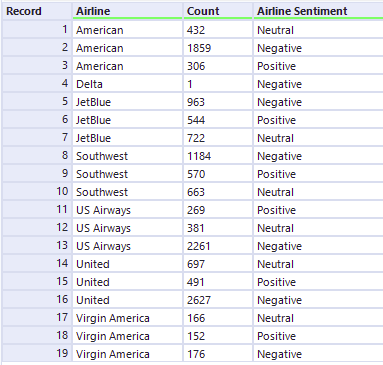 Record Airline Count Airline Sentiment
1 American 432 Neutral
2 American 1859 Negative
3 American 306 Positive
4 Delta 1 Negative
5 JetBlue 963 Negative
6 JetBlue 544 Positive
7 JetBlue 722 Neutral
8 Southwest 1184 Negative
9 Southwest 570 Positive
10 Southwest 663 Neutral
11 US Airways 269 Positive
12 US Airways 381 Neutral
13 US Airways 2261 Negative
14 United 697 Neutral
15 United 491 Positive
16 United 2627 Negative
17 Virgin America 166 Neutral
18 Virgin America 152 Positive
19 Virgin America 176 Negative